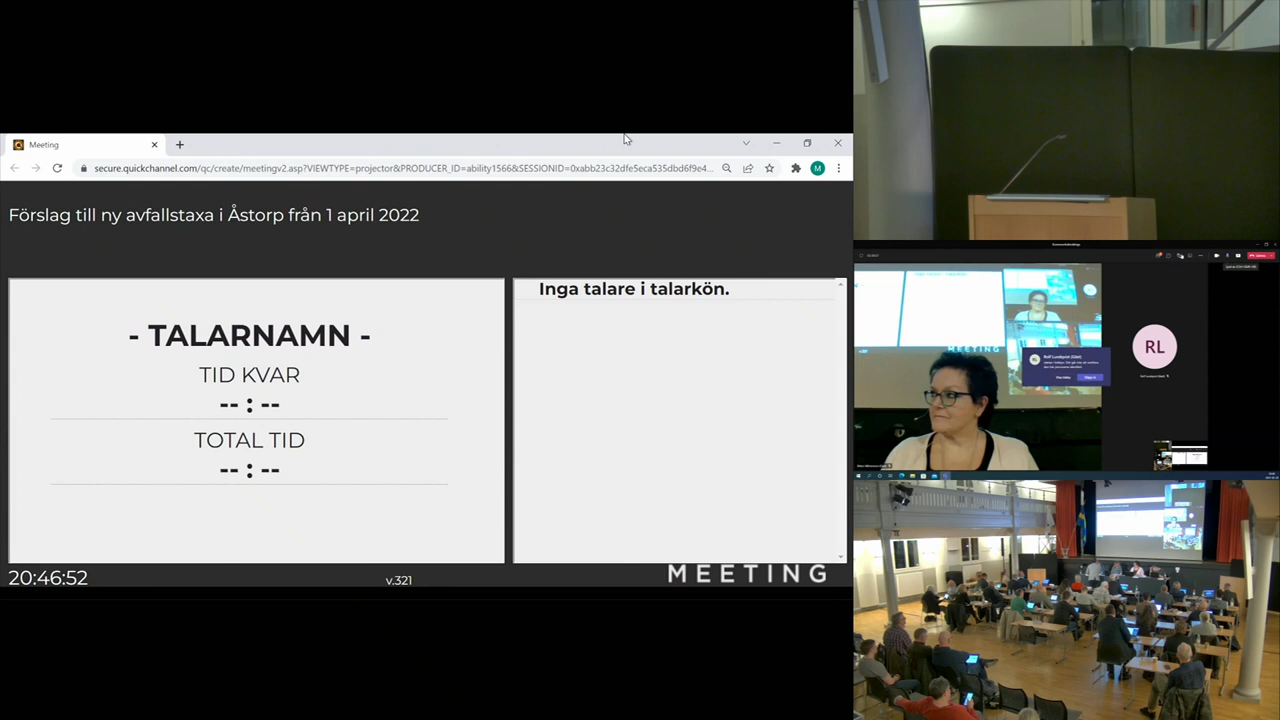 Meeting
secure.quickchannel.com/qc/create/meetingv2.asp?VIEWTYPE=projector&PRODUCER_ID=ability1566&SESSIONID=0xabb23c32dfe5eca535dbd6f9e4...
M
Förslag till ny avfallstaxa i Åstorp från 1 april 2022
- TALARNAMN -
TID KVAR
-- : --
TOTAL TID
-- : --
Inga talare i talarkön.
20:46:52
v.321
MEETING
MEETING
RL
RL